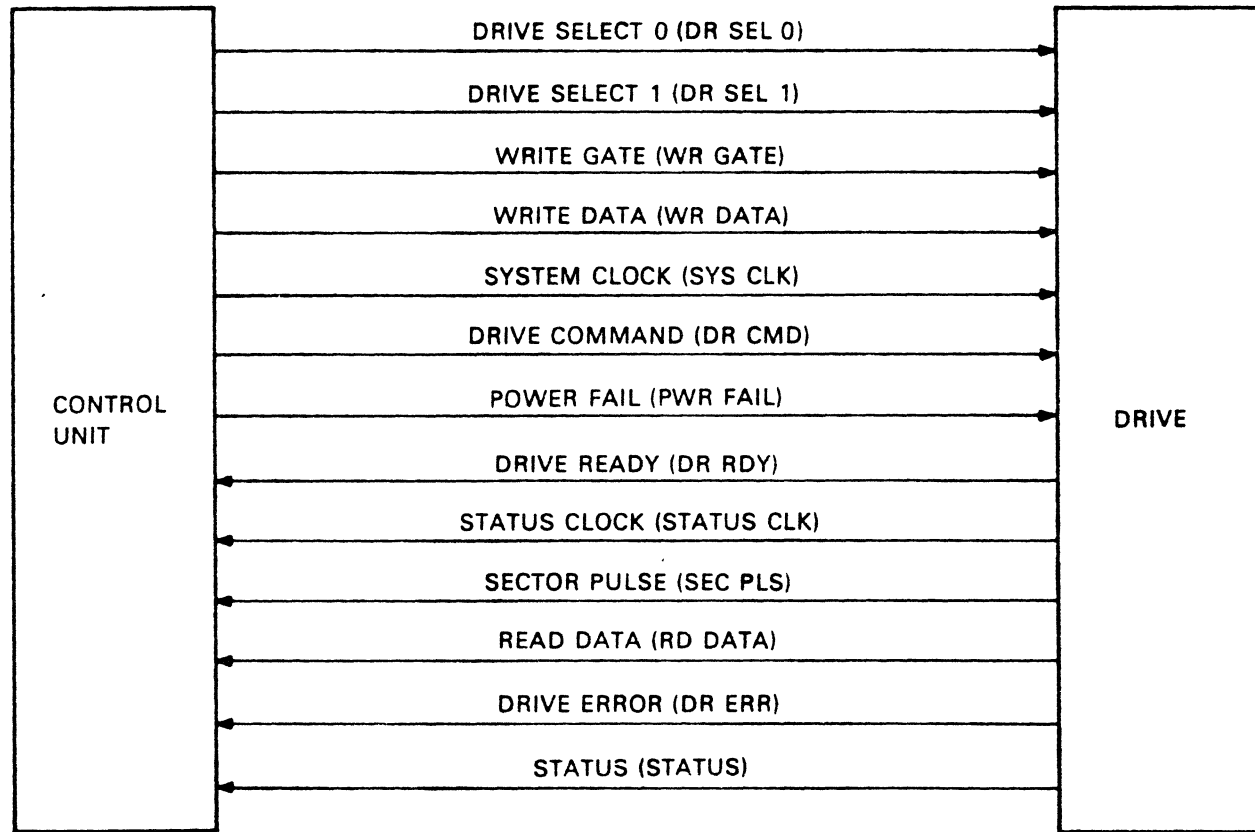 DRIVE SELECT 0 (DR SEL 0)
DRIVE SELECT 1 (DR SEL 1)
WRITE GATE (WR GATE)
WRITE DATA (WR DATA)
SYSTEM CLOCK (SYS CLK)
DRIVE COMMAND (DR CMD)
POWER FAIL (PWR FAIL)
CONTROL
UNIT
DRIVE
DRIVE READY (DR RDY)
STATUS CLOCK (STATUS CLK)
SECTOR PULSE (SEC PLS)
READ DATA (RD DATA)
DRIVE ERROR (DR ERR)
STATUS (STATUS)